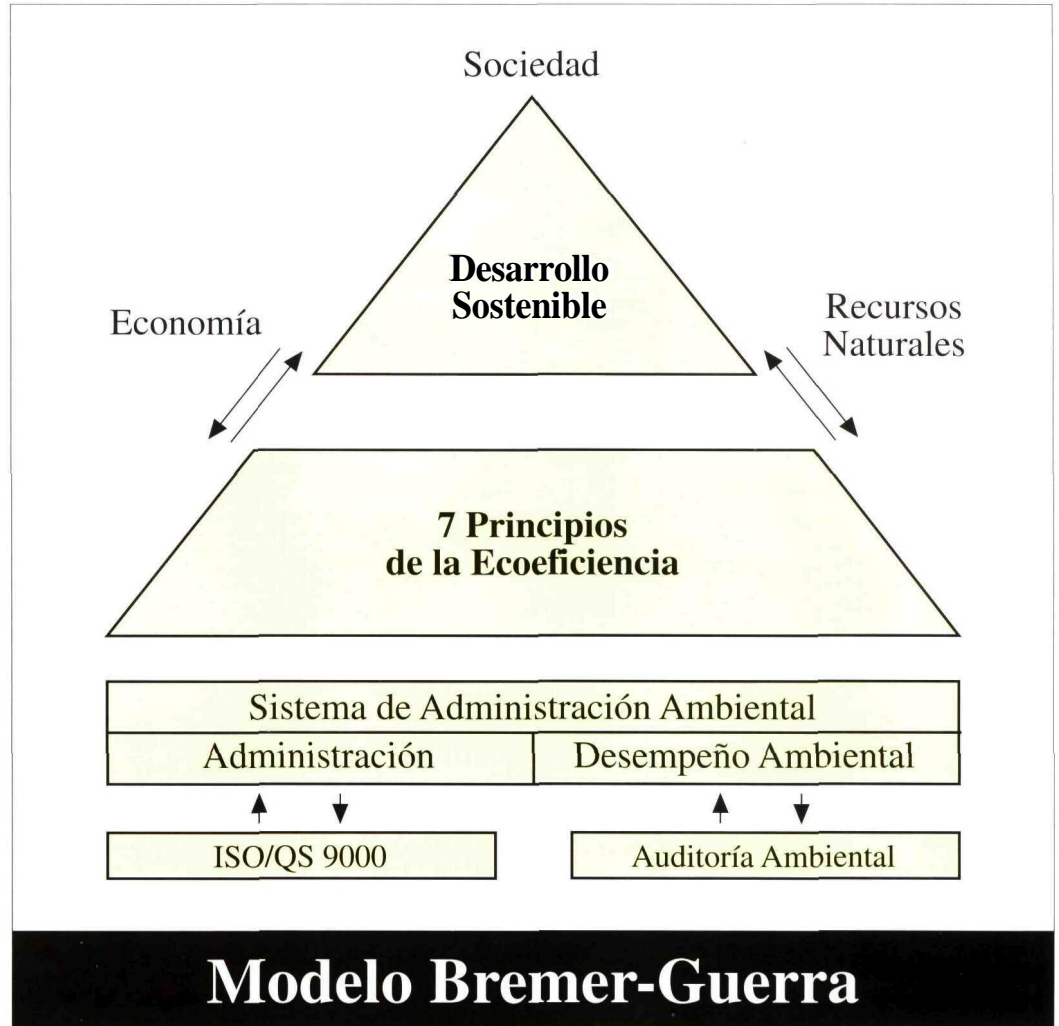 Sociedad
Desarrollo
Sostenible
Economía
Recursos
Naturales
7 Principios
de la Ecoeficiencia
Sistema de Administración Ambiental
Administración
Desempeño Ambiental
ISO/QS 9000
Auditoría Ambiental
Modelo Bremer-Guerra